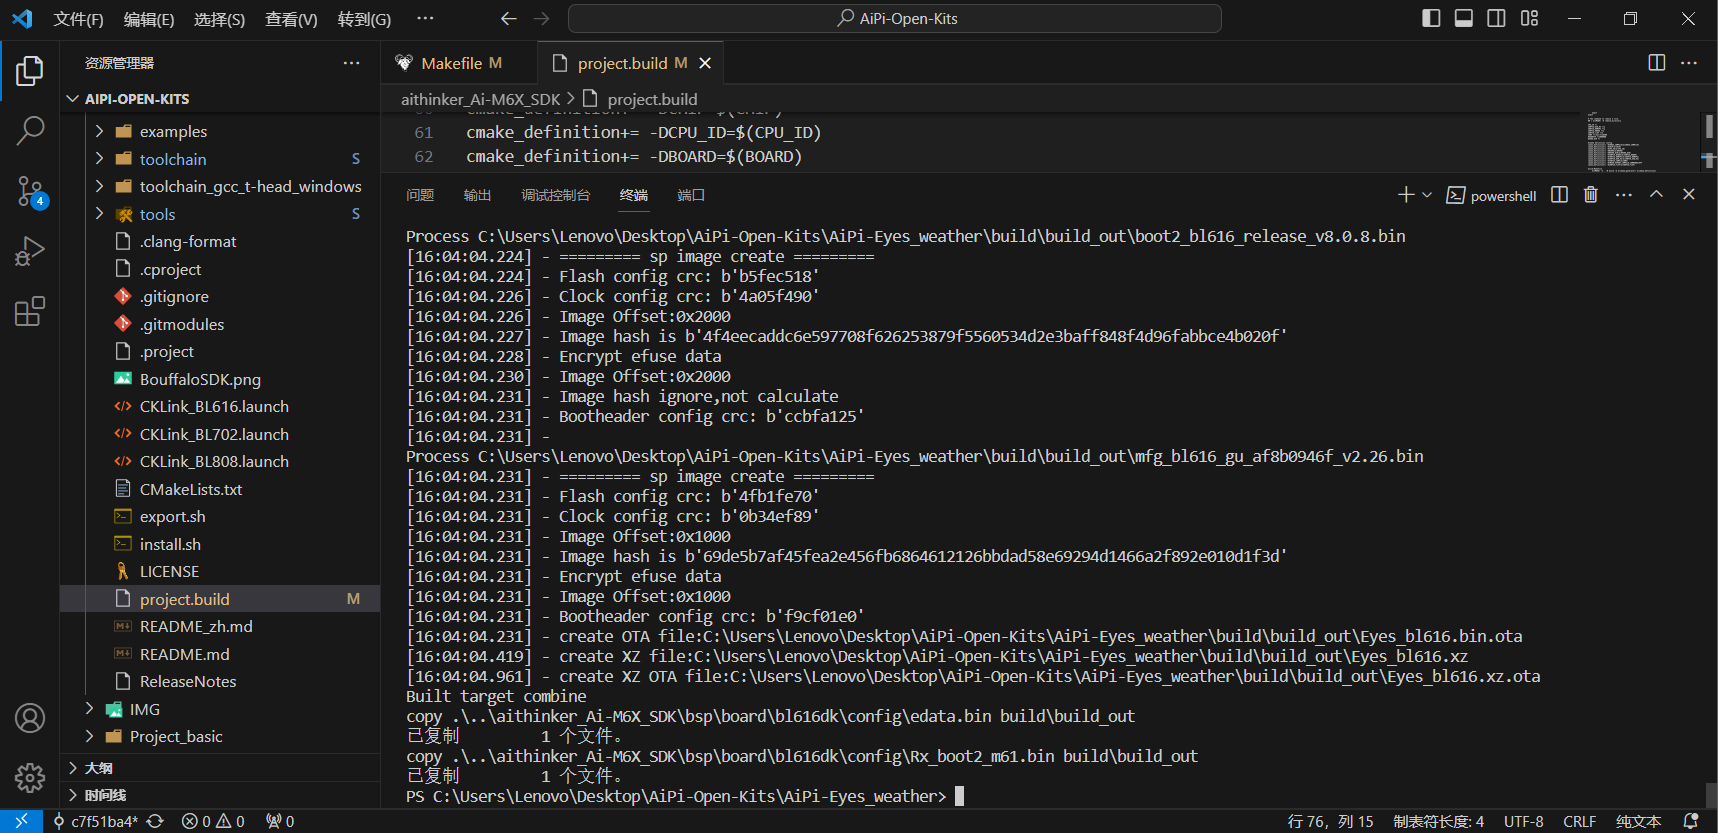 文件(F) 编辑(E) 选择(S) 查看(V) 转到(G) ··· AiPi-Open-Kits
资源管理器 ···
AIPI-OPEN-KITS
examples
toolchain S
toolchain_gcc_t-head_windows
tools S
.clang-format
.cproject
.gitignore
.gitmodules
.project
BouffaloSDK.png
CKLink_BL616.launch
CKLink_BL702.launch
CKLink_BL808.launch
CMakeLists.txt
export.sh
install.sh
LICENSE
project.build M
README_zh.md
README.md
ReleaseNotes
IMG
Project_basic
大纲
时间线
4
Makefile M project.build M
aithinker_Ai-M6X_SDK > project.build
61 cmake_definition+= -DCPU_ID=$(CPU_ID)
62 cmake_definition+= -DBOARD=$(BOARD)
问题 输出 调试控制台 终端 端口 powershell
Process C:\Users\Lenovo\Desktop\AiPi-Open-Kits\AiPi-Eyes_weather\build\build_out\boot2_bl616_release_v8.0.8.bin
[16:04:04.224] - ========= sp image create =========
[16:04:04.224] - Flash config crc: b'b5fec518'
[16:04:04.226] - Clock config crc: b'4a05f490'
[16:04:04.226] - Image Offset:0x2000
[16:04:04.227] - Image hash is b'4f4eecaddc6e597708f626253879f5560534d2e3baff848f4d96fabbce4b020f'
[16:04:04.228] - Encrypt efuse data
[16:04:04.230] - Image Offset:0x2000
[16:04:04.231] - Image hash ignore,not calculate
[16:04:04.231] - Bootheader config crc: b'ccbfa125'
[16:04:04.231] -
Process C:\Users\Lenovo\Desktop\AiPi-Open-Kits\AiPi-Eyes_weather\build\build_out\mfg_bl616_gu_af8b0946f_v2.26.bin
[16:04:04.231] - ========= sp image create =========
[16:04:04.231] - Flash config crc: b'4fb1fe70'
[16:04:04.231] - Clock config crc: b'0b34ef89'
[16:04:04.231] - Image Offset:0x1000
[16:04:04.231] - Image hash is b'69de5b7af45fea2e456fb6864612126bbdad58e69294d1466a2f892e010d1f3d'
[16:04:04.231] - Encrypt efuse data
[16:04:04.231] - Image Offset:0x1000
[16:04:04.231] - Bootheader config crc: b'f9cf01e0'
[16:04:04.231] - create OTA file:C:\Users\Lenovo\Desktop\AiPi-Open-Kits\AiPi-Eyes_weather\build\build_out\Eyes_bl616.bin.ota
[16:04:04.419] - create XZ file:C:\Users\Lenovo\Desktop\AiPi-Open-Kits\AiPi-Eyes_weather\build\build_out\Eyes_bl616.xz
[16:04:04.961] - create XZ OTA file:C:\Users\Lenovo\Desktop\AiPi-Open-Kits\AiPi-Eyes_weather\build\build_out\Eyes_bl616.xz.ota
Built target combine
copy .\..\aithinker_Ai-M6X_SDK\bsp\board\bl616dk\config\edata.bin build\build_out
已复制         1 个文件。
copy .\..\aithinker_Ai-M6X_SDK\bsp\board\bl616dk\config\Rx_boot2_m61.bin build\build_out
已复制         1 个文件。
PS C:\Users\Lenovo\Desktop\AiPi-Open-Kits\AiPi-Eyes_weather>
c7f51ba4* 0 0 0 行 76，列 15 制表符长度: 4 UTF-8 CRLF 纯文本